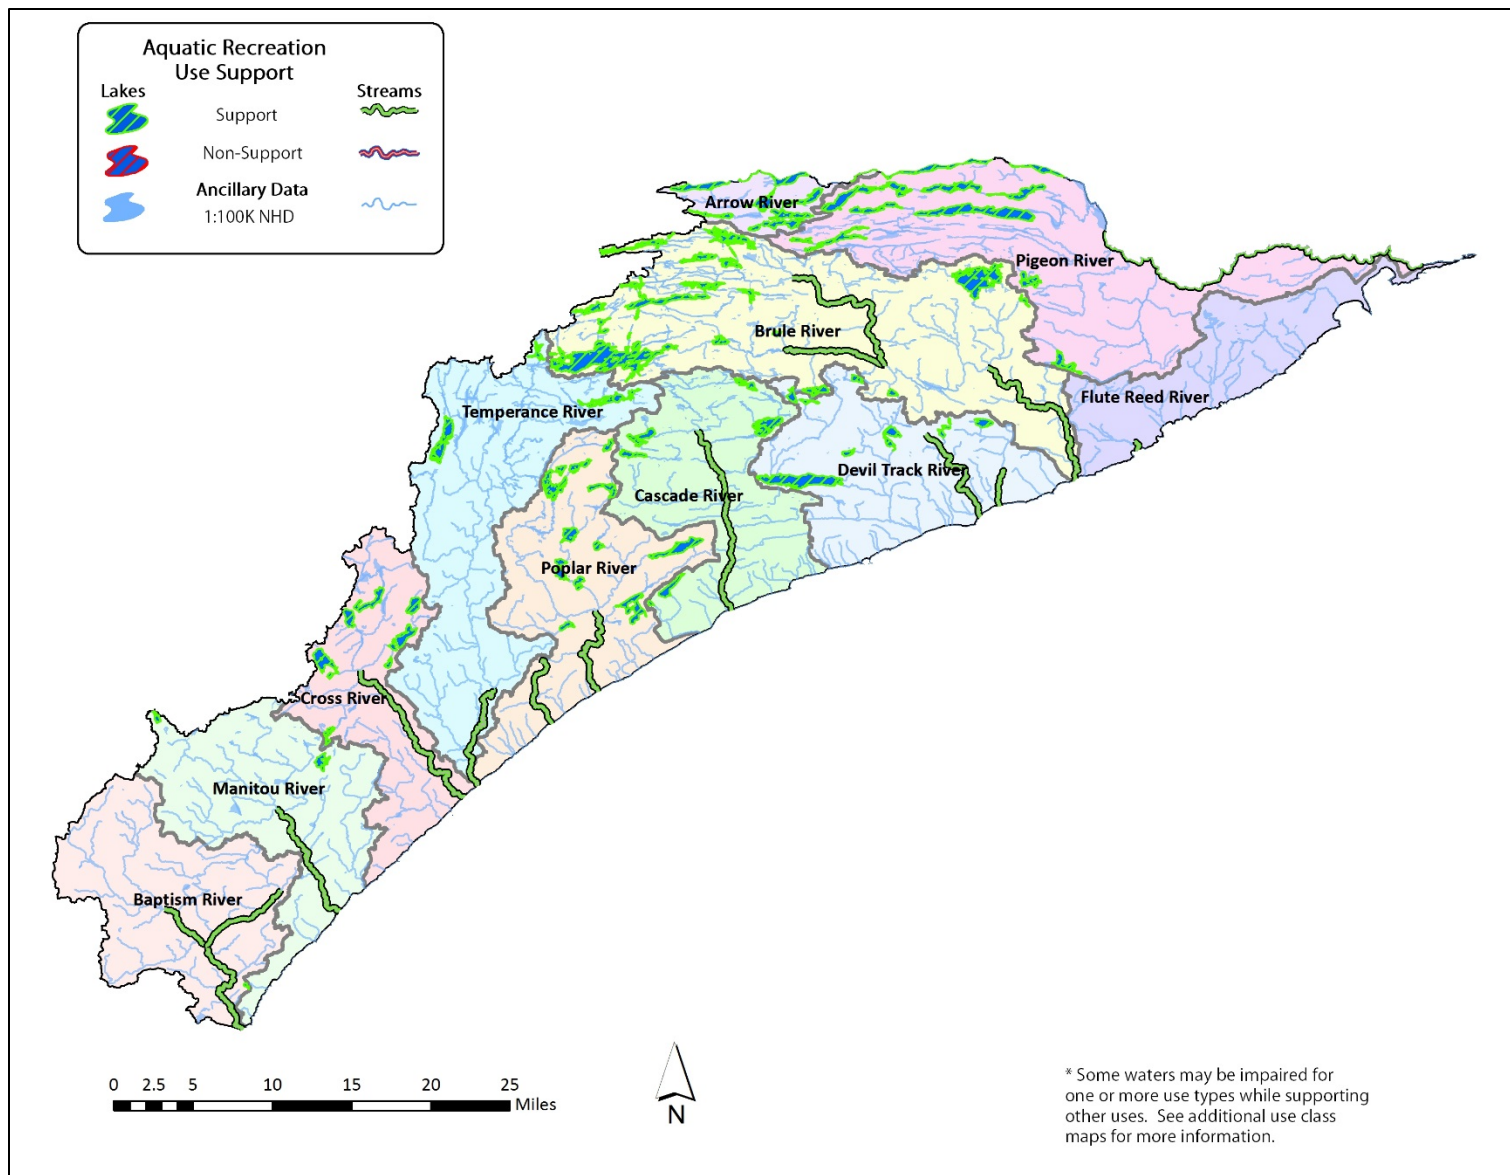 Aquatic Recreation
Use Support
Lakes
Streams
Support
Non-Support
Ancillary Data
1:100K NHD
Arrow River
Pigeon River
Brule River
Flute Reed River
Temperance River
Devil Track River
Cascade River
Poplar River
Cross River
Manitou River
Baptism River
0 2.5 5 10 15 20 25
Miles
N
* Some waters may be impaired for
one or more use types while supporting
other uses. See additional use class
maps for more information.